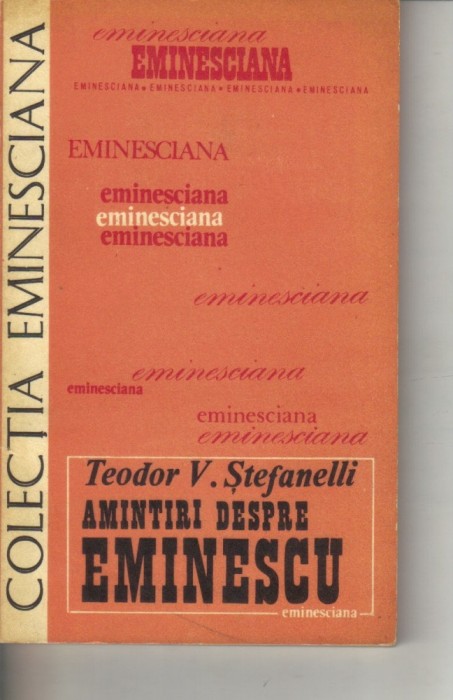 COLECȚIA EMINESCIANA
eminesciana
EMINESCIANA
EMINESCIANA • EMINESCIANA • EMINESCIANA • EMINESCIANA
EMINESCIANA
eminesciana
eminesciana
eminesciana
eminesciana
eminesciana
eminesciana
eminesciana
eminesciana
Teodor V. Ștefanelli
AMINTIRI DESPRE
EMINESCU
eminesciana